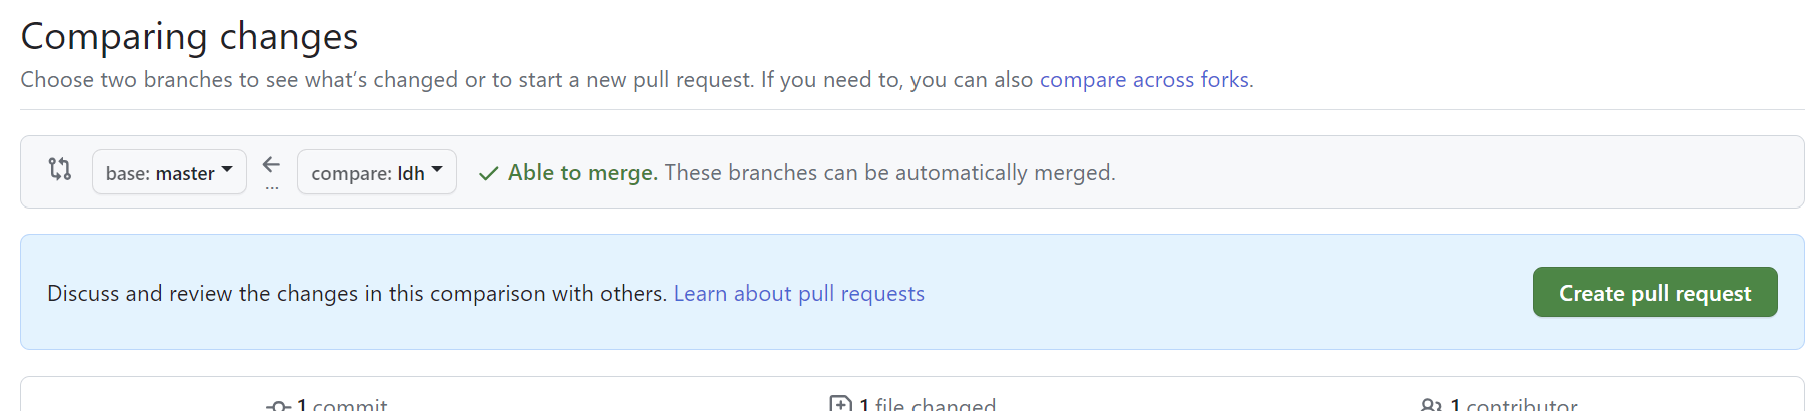 Comparing changes
Choose two branches to see what’s changed or to start a new pull request. If you need to, you can also compare across forks.
base: master ← ... compare: ldh ✓ Able to merge. These branches can be automatically merged.
Discuss and review the changes in this comparison with others. Learn about pull requests Create pull request
1 commit 1 file changed 1 contributor